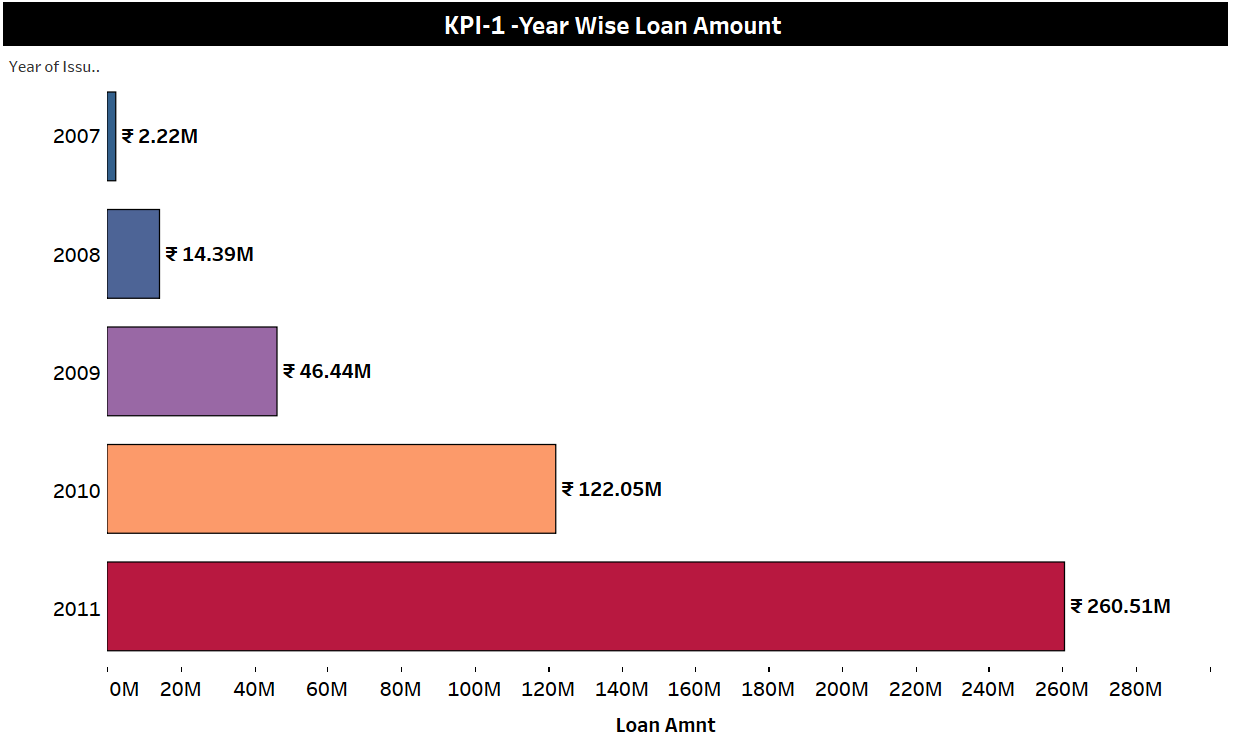 KPI-1 -Year Wise Loan Amount
Year of Issu..
2007 ₹ 2.22M
2008 ₹ 14.39M
2009 ₹ 46.44M
2010 ₹ 122.05M
2011 ₹ 260.51M
0M 20M 40M 60M 80M 100M 120M 140M 160M 180M 200M 220M 240M 260M 280M
Loan Amnt